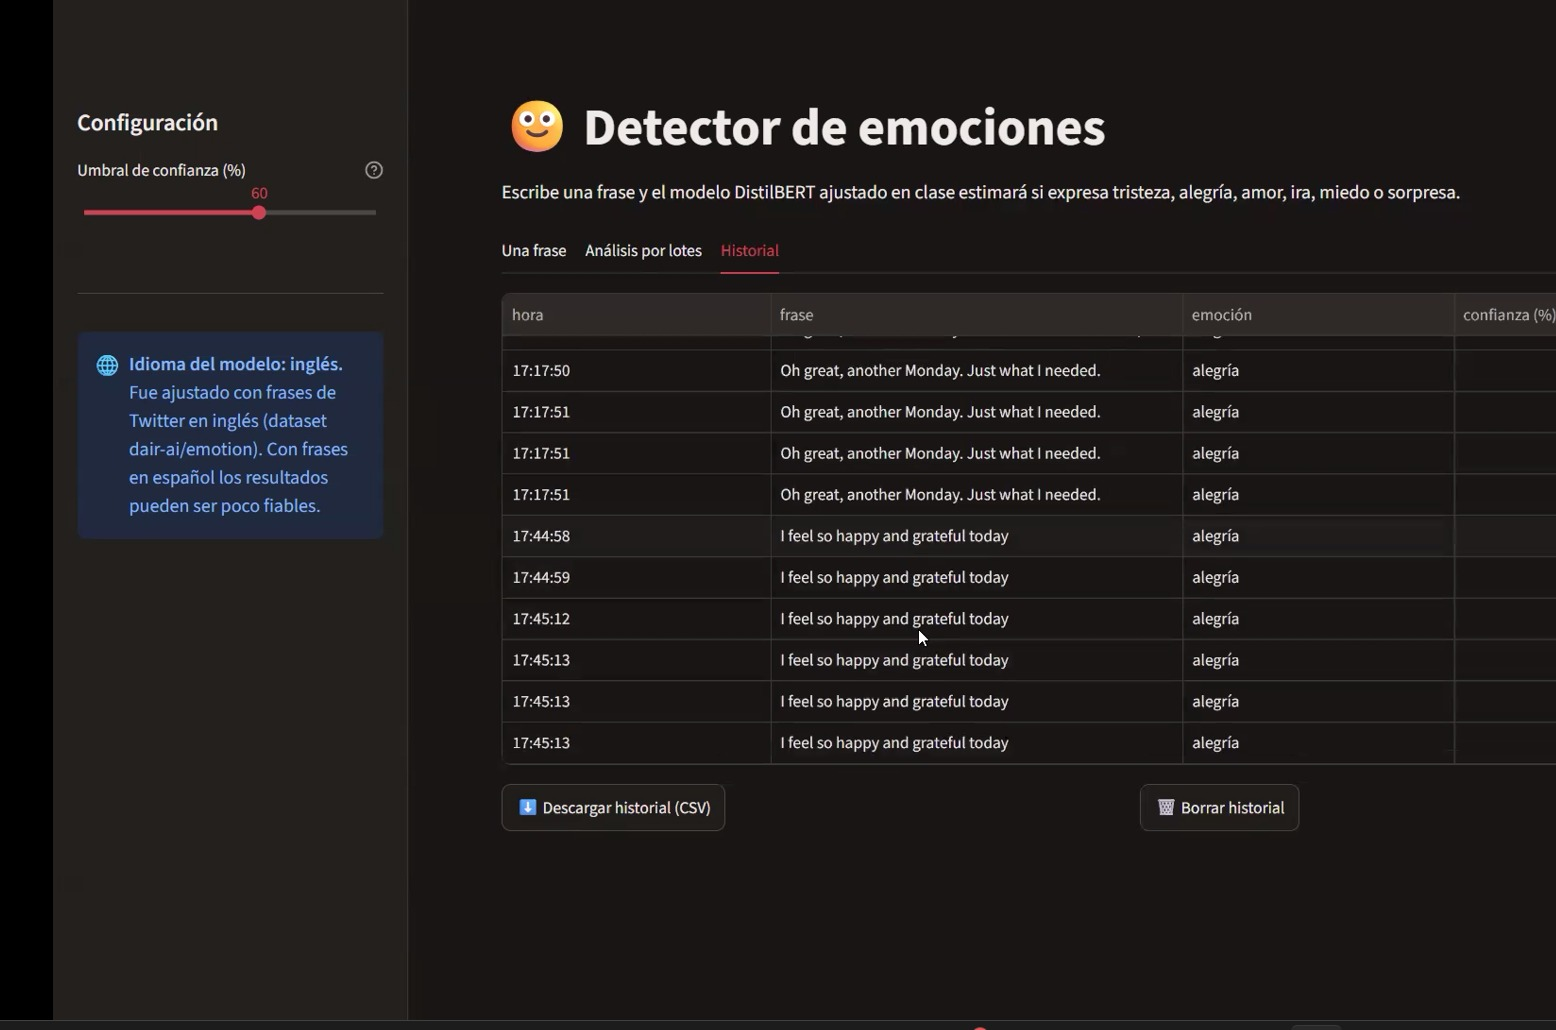 Configuración
Umbral de confianza (%)
60
Idioma del modelo: inglés.
Fue ajustado con frases de
Twitter en inglés (dataset
dair-ai/emotion). Con frases
en español los resultados
pueden ser poco fiables.
Detector de emociones
Escribe una frase y el modelo DistilBERT ajustado en clase estimará si expresa tristeza, alegría, amor, ira, miedo o sorpresa.
Una frase Análisis por lotes Historial
hora frase emoción confianza (%)
17:17:50 Oh great, another Monday. Just what I needed. alegría
17:17:51 Oh great, another Monday. Just what I needed. alegría
17:17:51 Oh great, another Monday. Just what I needed. alegría
17:17:51 Oh great, another Monday. Just what I needed. alegría
17:44:58 I feel so happy and grateful today alegría
17:44:59 I feel so happy and grateful today alegría
17:45:12 I feel so happy and grateful today alegría
17:45:13 I feel so happy and grateful today alegría
17:45:13 I feel so happy and grateful today alegría
17:45:13 I feel so happy and grateful today alegría
Descargar historial (CSV) Borrar historial